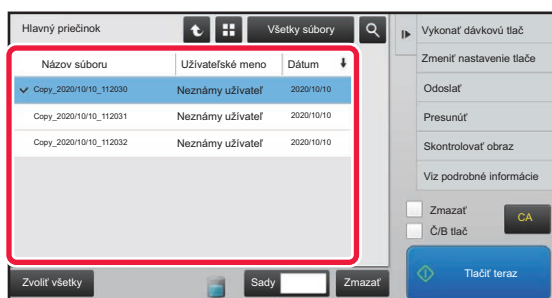 Hlavný priečinok
Všetky súbory
Názov súboru Užívateľské meno Dátum
Copy_2020/10/10_112030 Neznámy užívateľ 2020/10/10
Copy_2020/10/10_112031 Neznámy užívateľ 2020/10/10
Copy_2020/10/10_112032 Neznámy užívateľ 2020/10/10
Zvoliť všetky
Sady
Zmazať
Vykonať dávkovú tlač
Zmeniť nastavenie tlače
Odoslať
Presunúť
Skontrolovať obraz
Viz podrobné informácie
Zmazať
Č/B tlač
CA
Tlačiť teraz